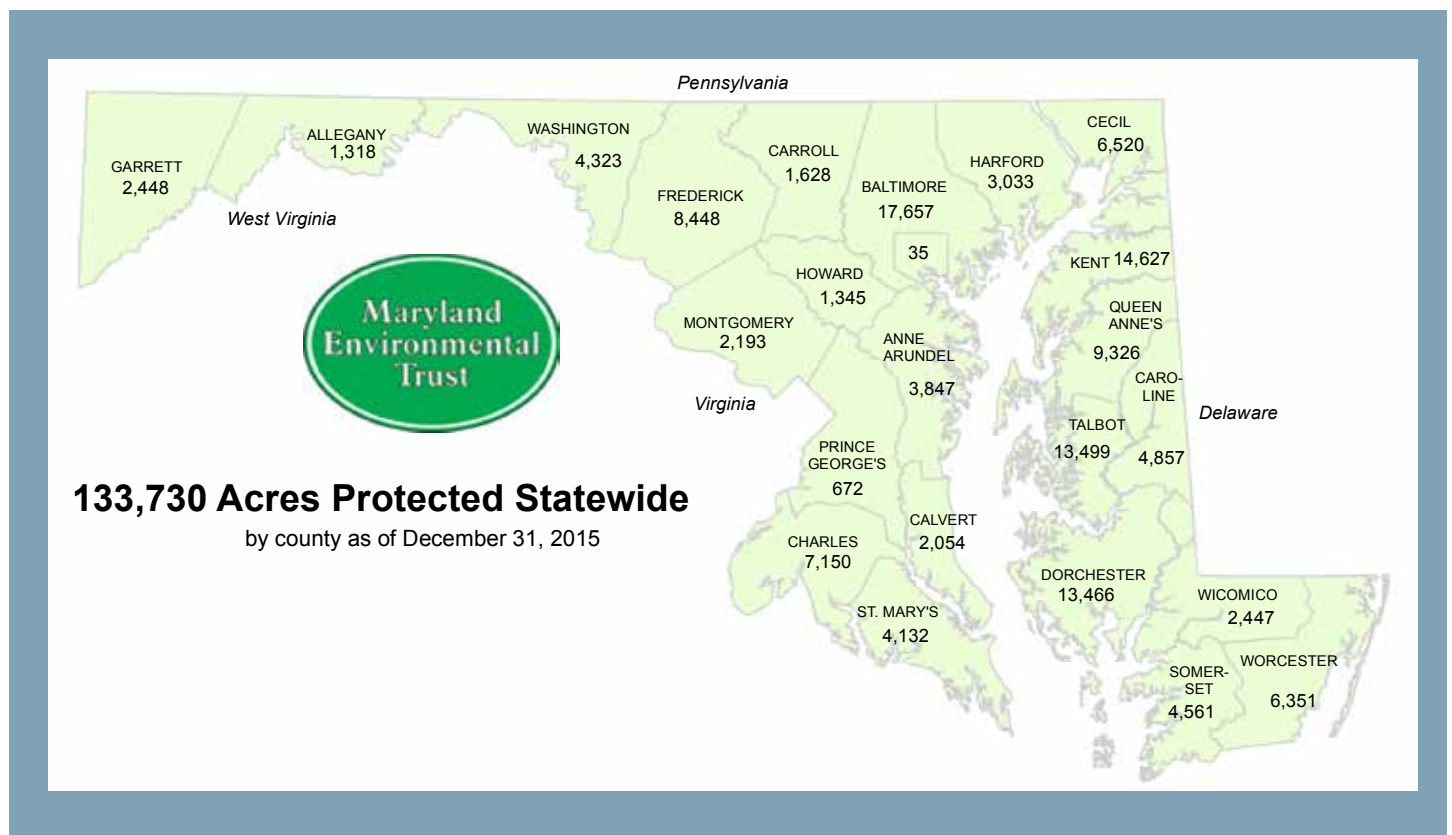 Pennsylvania
GARRETT
2,448
ALLEGANY
1,318
WASHINGTON
4,323
FREDERICK
8,448
CARROLL
1,628
BALTIMORE
17,657
35
HARFORD
3,033
CECIL
6,520
West Virginia
KENT 14,627
HOWARD
1,345
MONTGOMERY
2,193
ANNE
ARUNDEL
3,847
QUEEN
ANNE'S
9,326
CARO-
LINE
4,857
Maryland
Environmental
Trust
Virginia
Delaware
TALBOT
13,499
PRINCE
GEORGE'S
672
133,730 Acres Protected Statewide
by county as of December 31, 2015
CHARLES
7,150
CALVERT
2,054
ST. MARY'S
4,132
DORCHESTER
13,466
WICOMICO
2,447
SOMER-
SET
4,561
WORCESTER
6,351